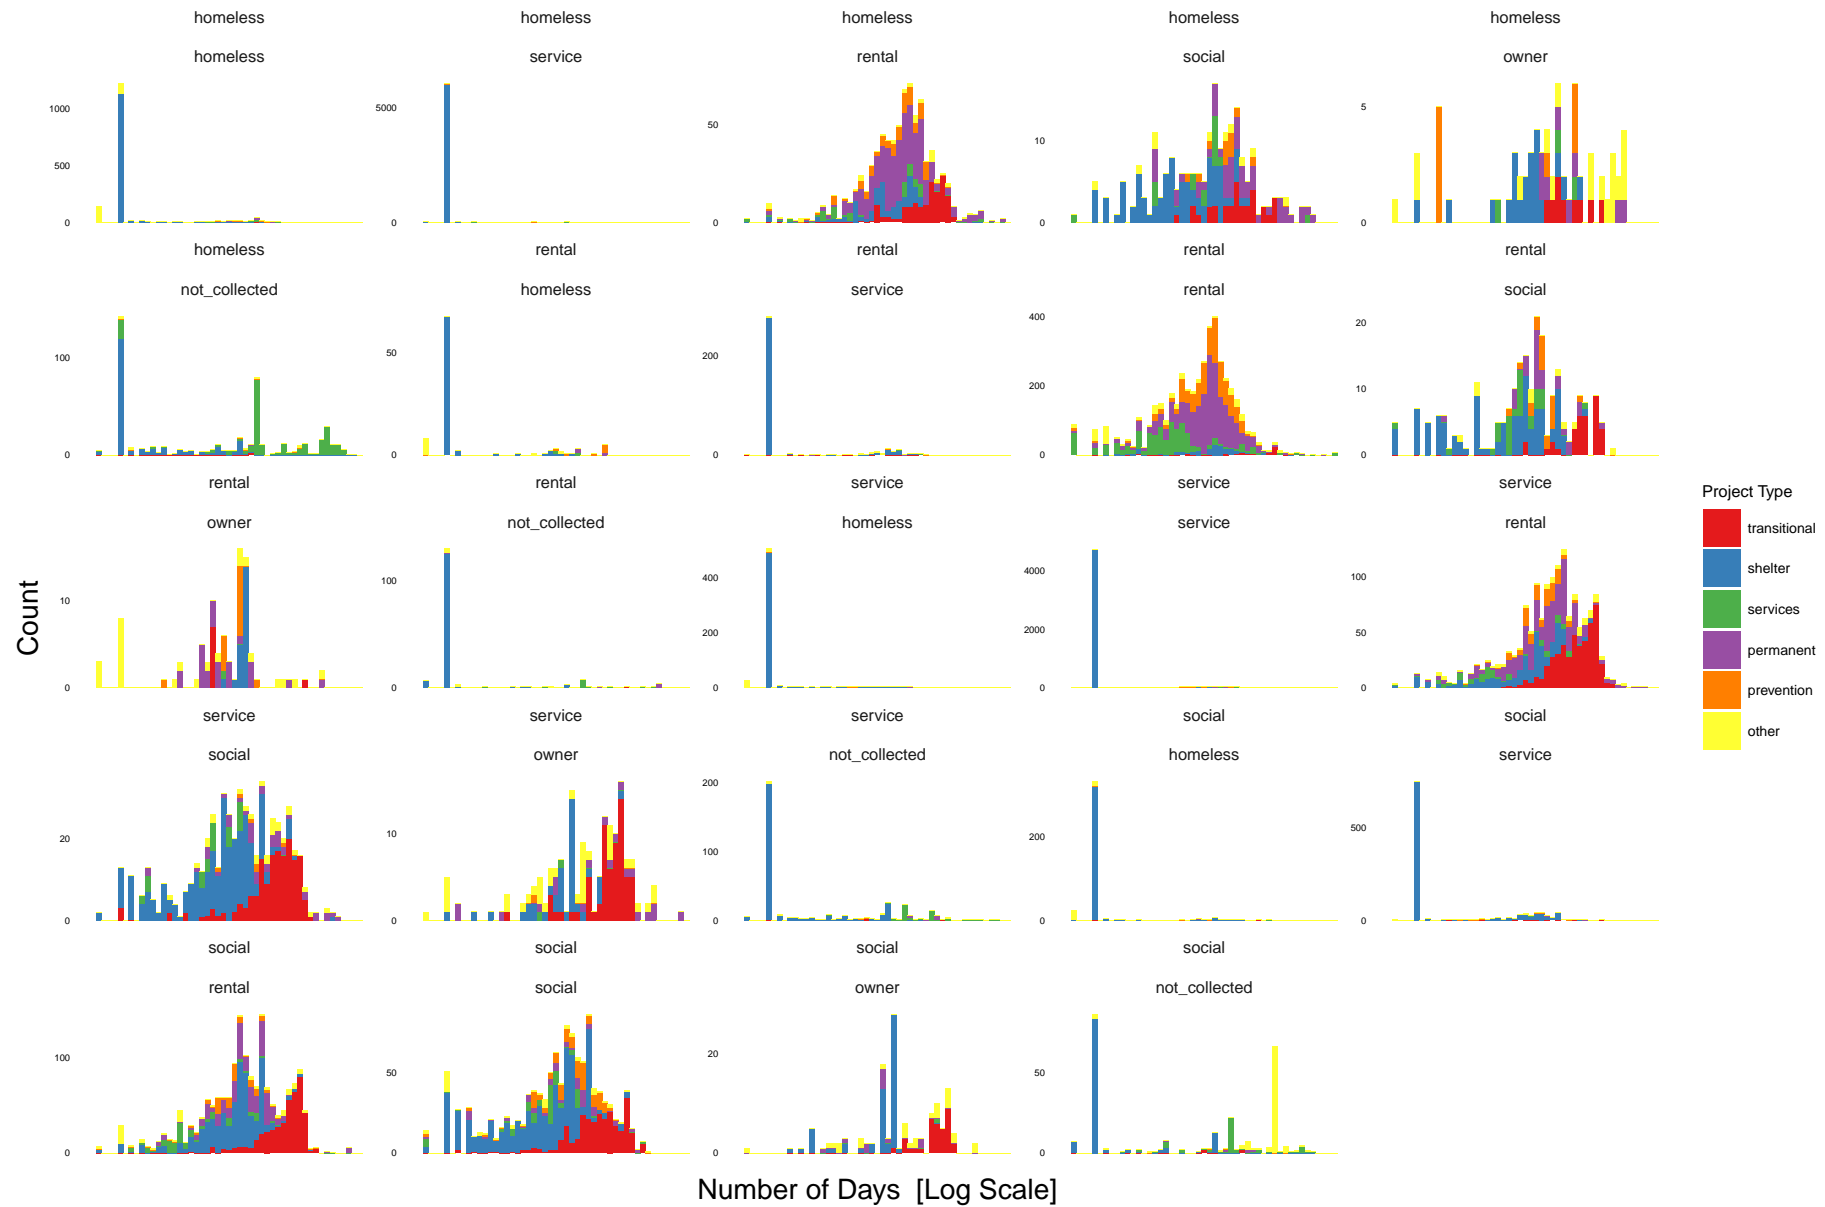 homeless homeless homeless homeless homeless
homeless service rental social owner
1000
500
0
5000
0
50
0
10
0
5
0
homeless rental rental rental rental
not_collected homeless service rental social
100
0
50
0
200
0
400
200
0
20
10
0
rental rental service service service
owner not_collected homeless service rental
10
0
100
0
400
200
0
4000
2000
0
100
50
0
service service service social social
social owner not_collected homeless service
20
0
10
0
200
100
0
200
0
500
0
social social social social
rental social owner not_collected
100
0
50
0
20
0
50
0
Count
Number of Days [Log Scale]
Project Type
transitional
shelter
services
permanent
prevention
other